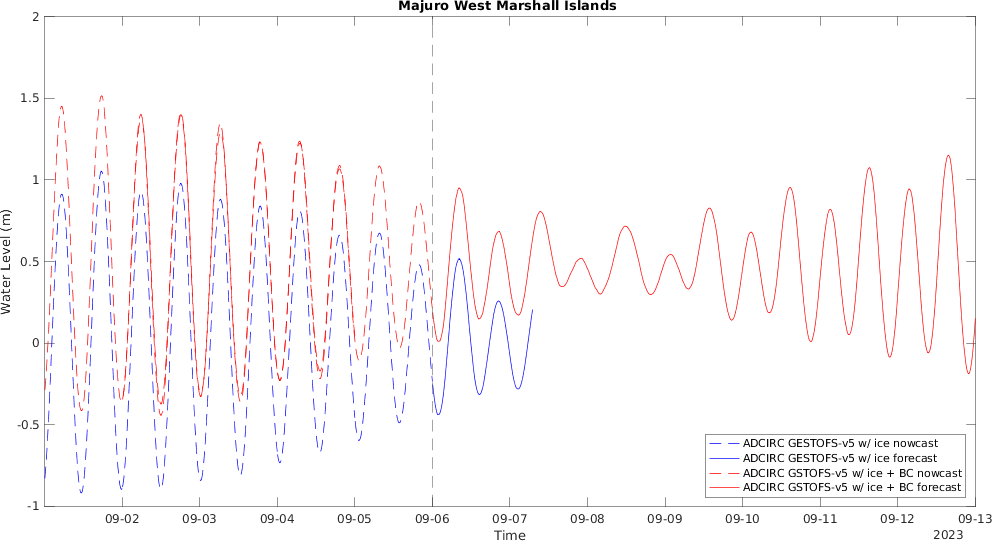 Majuro West Marshall Islands
2
1.5
1
0.5
0
-0.5
-1
Water Level (m)
09-02
09-03
09-04
09-05
09-06
09-07
09-08
09-09
09-10
09-11
09-12
09-13
Time
2023
ADCIRC GESTOFS-v5 w/ ice nowcast
ADCIRC GESTOFS-v5 w/ ice forecast
ADCIRC GSTOFS-v5 w/ ice + BC nowcast
ADCIRC GSTOFS-v5 w/ ice + BC forecast